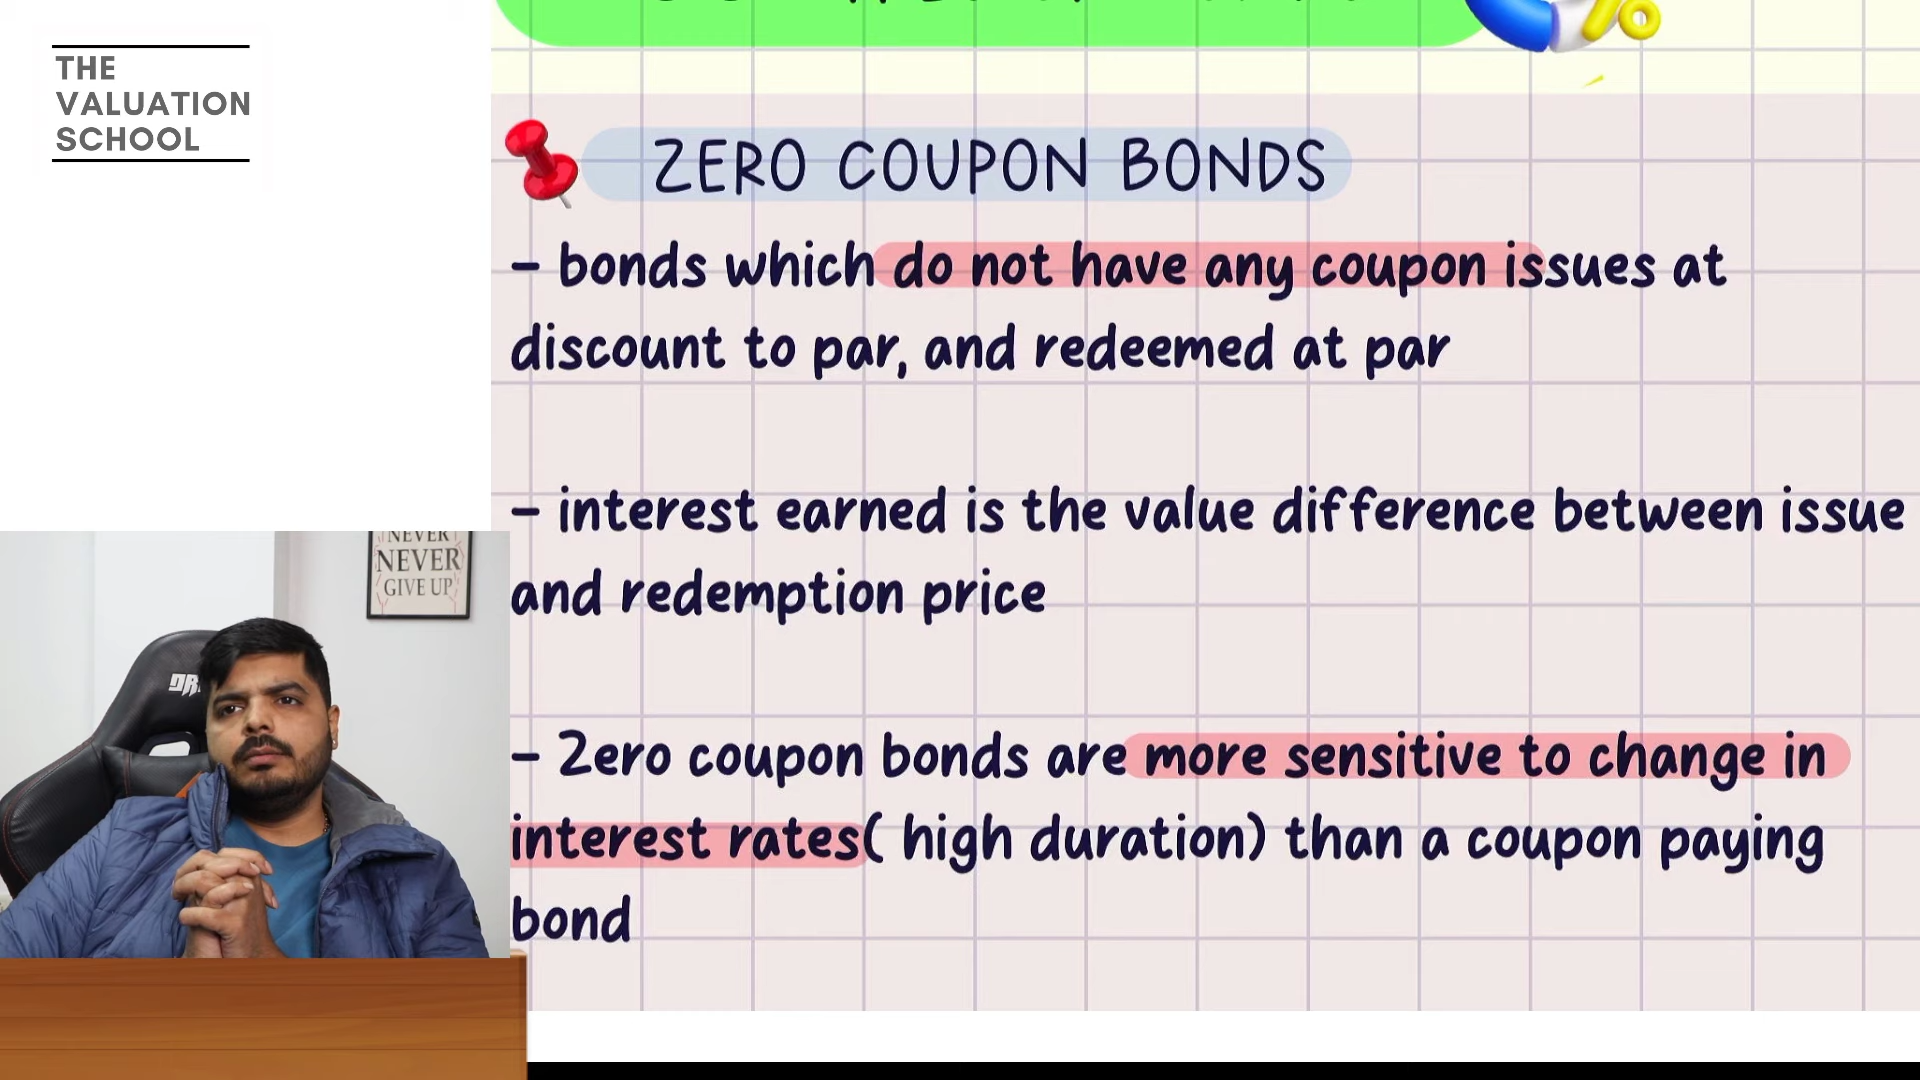 THE
VALUATION
SCHOOL
ZERO COUPON BONDS
- bonds which do not have any coupon issues at
discount to par, and redeemed at par
- interest earned is the value difference between issue
and redemption price
- Zero coupon bonds are more sensitive to change in
interest rates( high duration) than a coupon paying
bond
NEVER
NEVER
GIVE UP